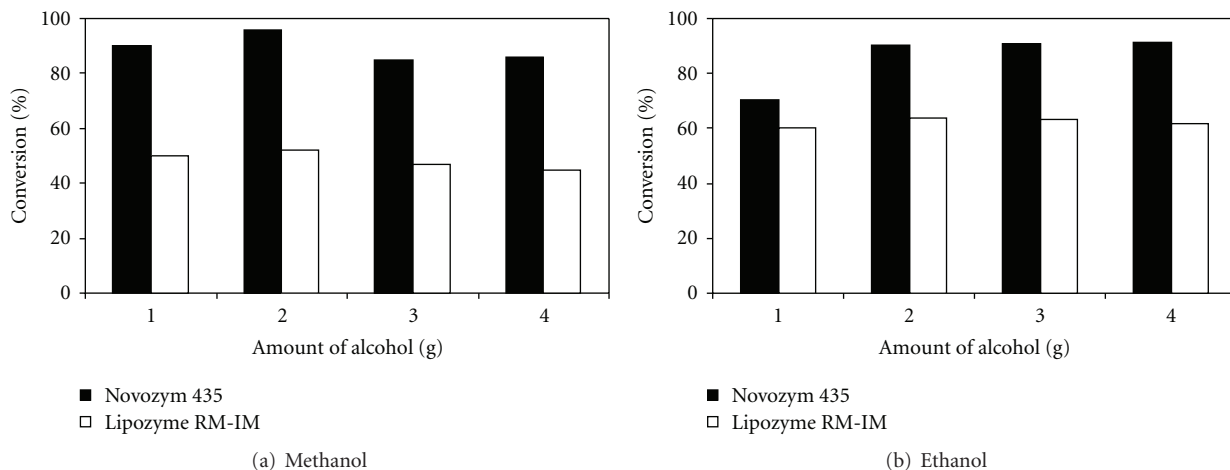 100
80
60
40
20
0
Conversion (%)
1 2 3 4
Amount of alcohol (g)
Novozym 435
Lipozyme RM-IM
(a) Methanol
100
80
60
40
20
0
Conversion (%)
1 2 3 4
Amount of alcohol (g)
Novozym 435
Lipozyme RM-IM
(b) Ethanol